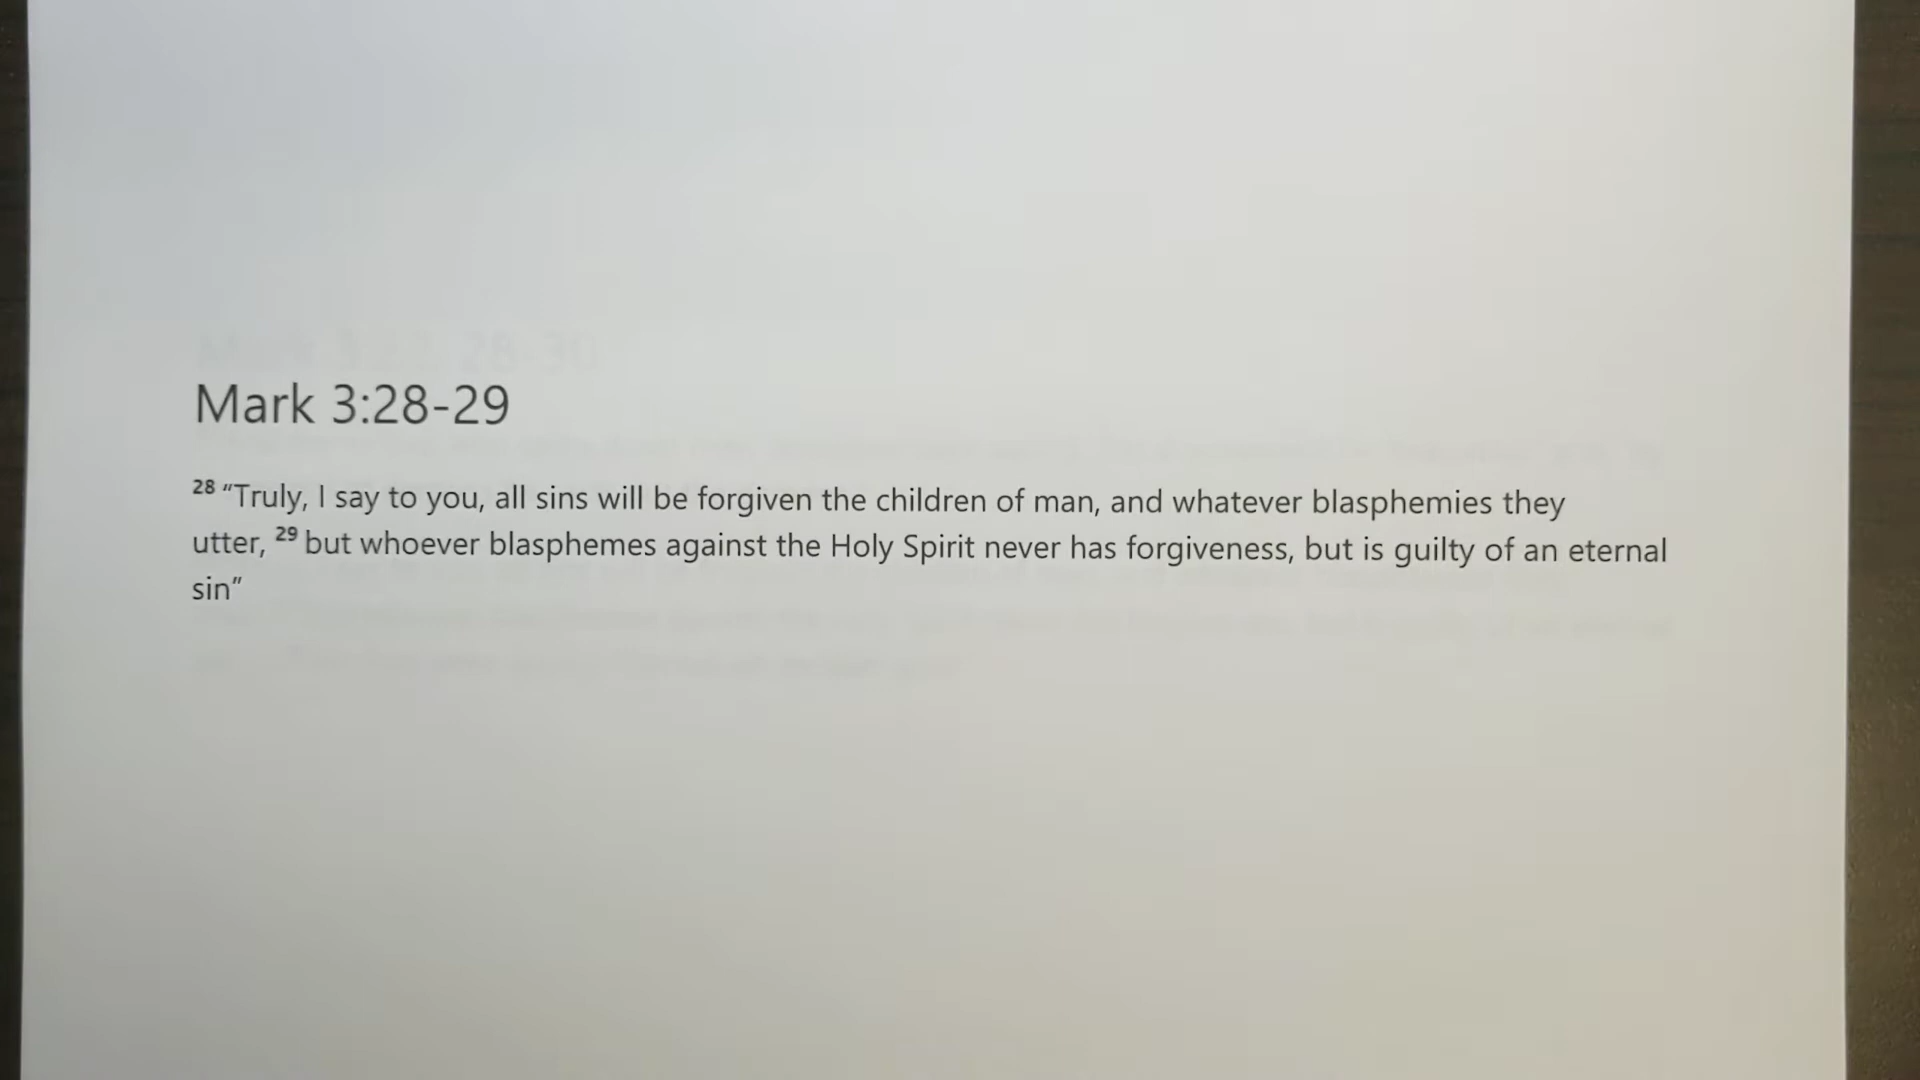 Mark 3:28-29
28 “Truly, I say to you, all sins will be forgiven the children of man, and whatever blasphemies they
utter, 29 but whoever blasphemes against the Holy Spirit never has forgiveness, but is guilty of an eternal
sin”